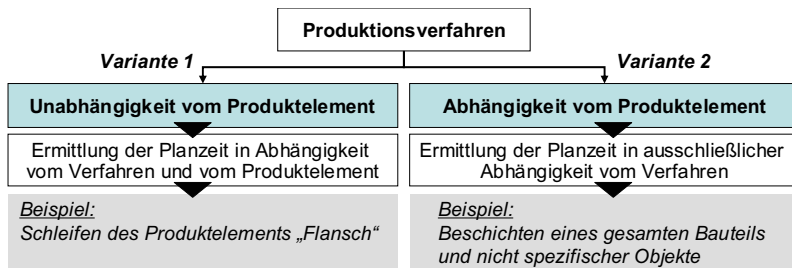 Produktionsverfahren
Variante 1
Variante 2
Unabhängigkeit vom Produktelement
Ermittlung der Planzeit in Abhängigkeit
vom Verfahren und vom Produktelement
Beispiel:
Schleifen des Produktelements „Flansch“
Abhängigkeit vom Produktelement
Ermittlung der Planzeit in ausschließlicher
Abhängigkeit vom Verfahren
Beispiel:
Beschichten eines gesamten Bauteils
und nicht spezifischer Objekte